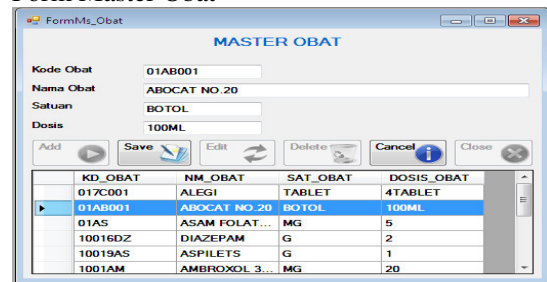 Form Master Obat
FormMs_Obat
MASTER OBAT
Kode Obat 01AB001
Nama Obat ABOCAT NO.20
Satuan BOTOL
Dosis 100ML
Add Save Edit Delete Cancel Close
KD_OBAT NM_OBAT SAT_OBAT DOSIS_OBAT
017C001 ALEGI TABLET 4TABLET
01AB001 ABOCAT NO.20 BOTOL 100ML
01AS ASAM FOLAT... MG 5
10016DZ DIAZEPAM G 2
10019AS ASPILETS G 1
1001AM AMBROXOL 3... MG 20